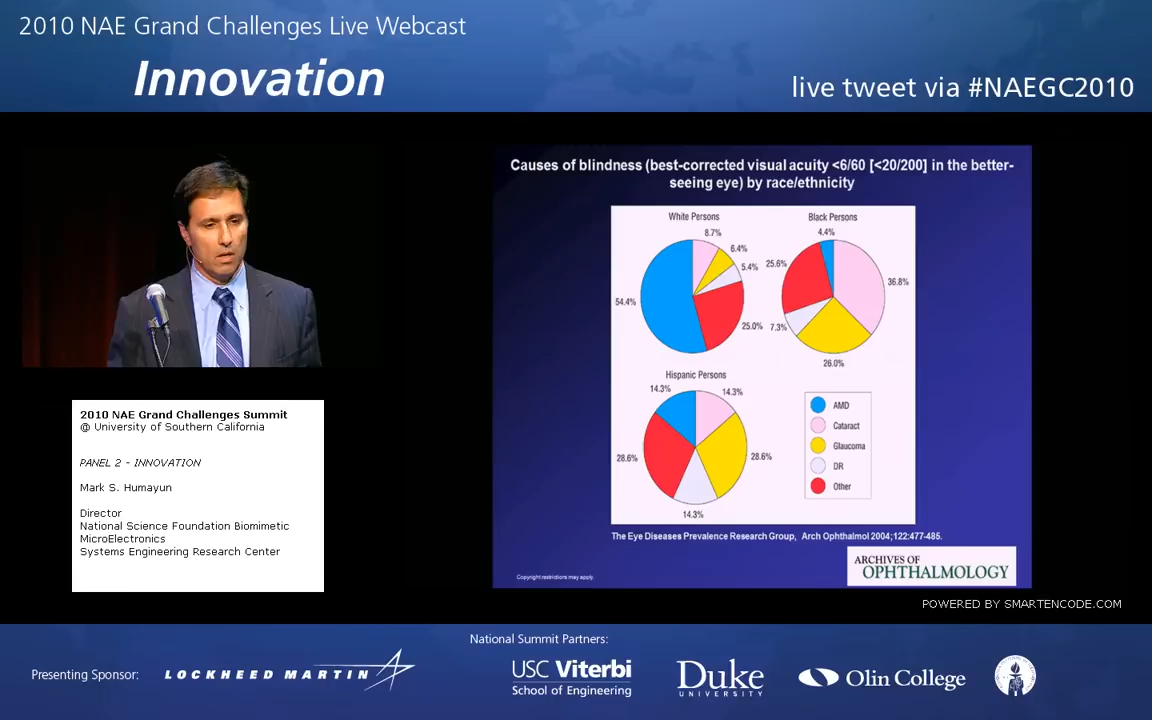 2010 NAE Grand Challenges Live Webcast
Innovation
live tweet via #NAEGC2010
Causes of blindness (best-corrected visual acuity <6/60 [<20/200] in the better-
seeing eye) by race/ethnicity
White Persons
8.7%
6.4%
5.4%
25.0%
54.4%
Black Persons
4.4%
36.8%
26.0%
7.3%
25.6%
Hispanic Persons
14.3%
14.3%
28.6%
14.3%
28.6%
AMD
Cataract
Glaucoma
DR
Other
The Eye Diseases Prevalence Research Group, Arch Ophthalmol 2004;122:477-485.
ARCHIVES OF
OPHTHALMOLOGY
Copyright restrictions may apply.
2010 NAE Grand Challenges Summit
@ University of Southern California
PANEL 2 - INNOVATION
Mark S. Humayun
Director
National Science Foundation Biomimetic
MicroElectronics
Systems Engineering Research Center
POWERED BY SMARTENCODE.COM
Presenting Sponsor:
LOCKHEED MARTIN
National Summit Partners:
USC Viterbi
School of Engineering
Duke
UNIVERSITY
Olin College